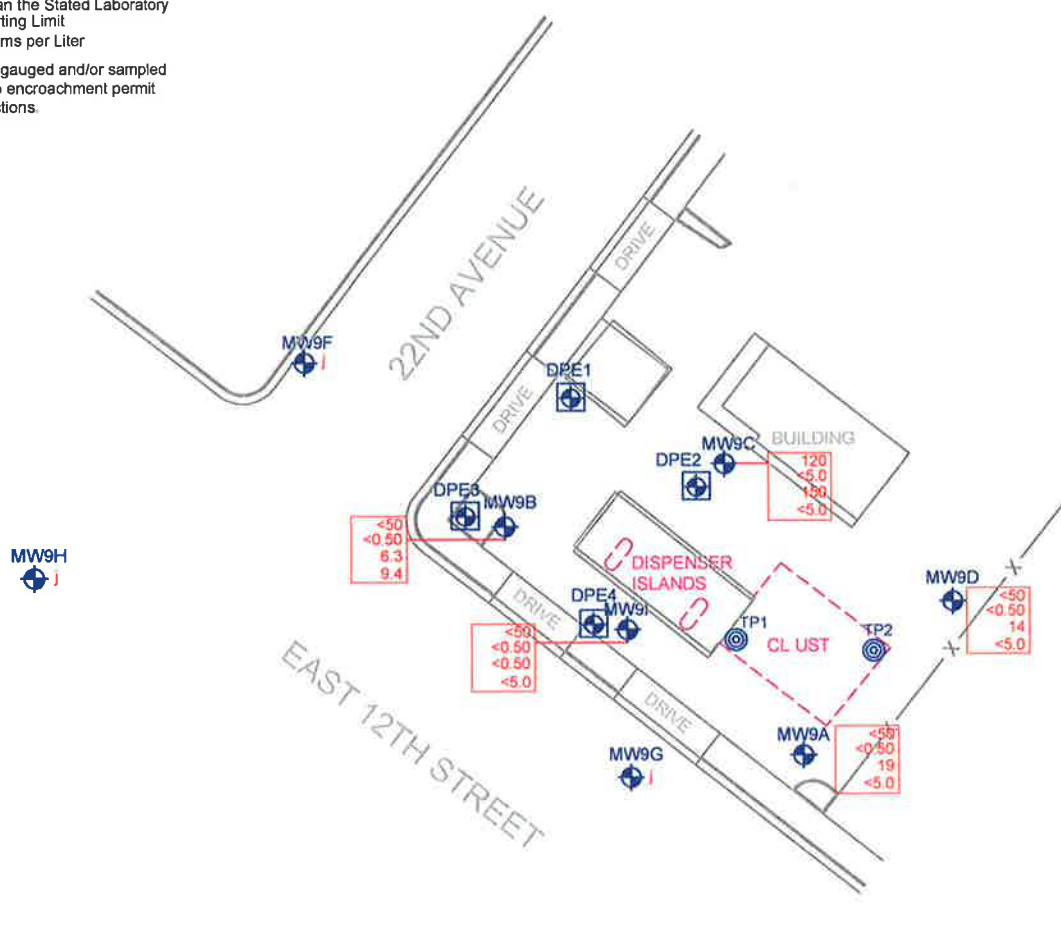 an the Stated Laboratory
rting Limit
ms per Liter
gauged and/or sampled
encroachment permit
tions.
22ND AVENUE
DRIVE
MW9F
j
DPE1
DRIVE
BUILDING
MW9C
DPE2
120
<5.0
150
<5.0
DPE3
MW9B
<50
<0.50
6.3
9.4
MW9H
j
DISPENSER
ISLANDS
MW9D
<50
<0.50
14
<5.0
DRIVE
DPE4
MW9I
<50
<0.50
<0.50
<5.0
TP1
TP2
CL UST
EAST 12TH STREET
DRIVE
MW9A
<50
<0.50
19
<5.0
MW9G
j